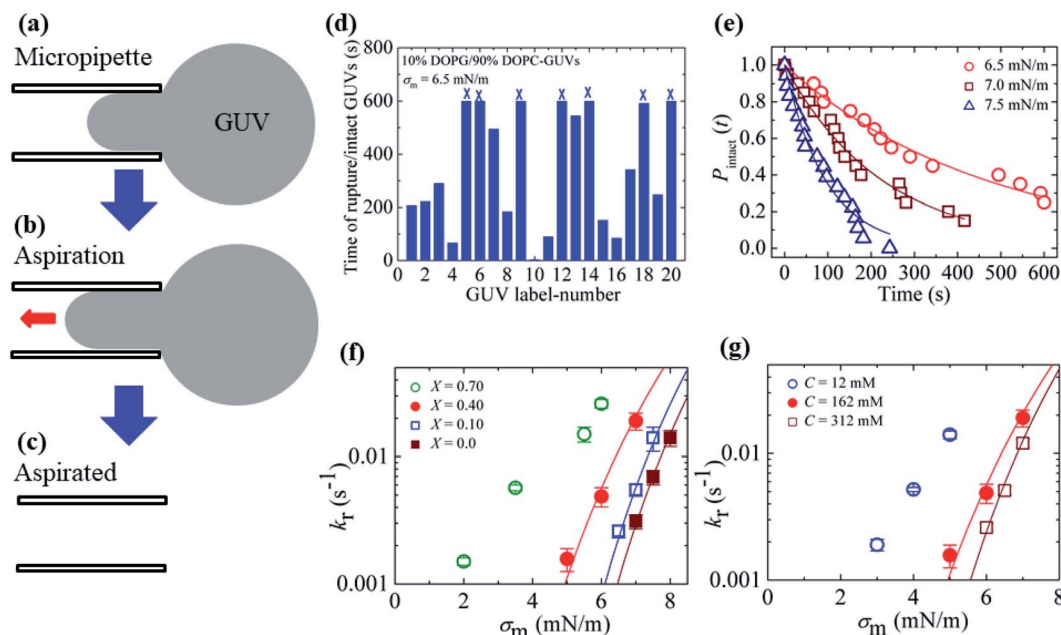 (a)
Micropipette
GUV
(b)
Aspiration
(c)
Aspirated
(d)
Time of rupture/intact GUVs (s)
800
600
400
200
0
10% DOPG/90% DOPC-GUVs
σm = 6.5 mN/m
X X X X X X X
0 2 4 6 8 10 12 14 16 18 20
GUV label-number
(e)
Pintact (t)
1.0
0.8
0.6
0.4
0.2
0.0
6.5 mN/m
7.0 mN/m
7.5 mN/m
0 100 200 300 400 500 600
Time (s)
(f)
kr (s-1)
0.01
0.001
X = 0.70
X = 0.40
X = 0.10
X = 0.0
0 2 4 6 8
σm (mN/m)
(g)
kr (s-1)
0.01
0.001
C = 12 mM
C = 162 mM
C = 312 mM
0 2 4 6 8
σm (mN/m)